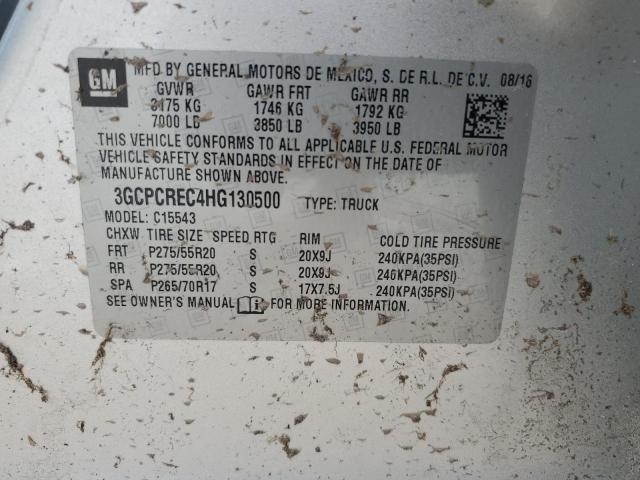 GM
MFD BY GENERAL MOTORS DE MEXICO, S. DE R.L. DE C.V. 08/16
GVWR GAWR FRT GAWR RR
3175 KG 1746 KG 1792 KG
7000 LB 3850 LB 3950 LB
THIS VEHICLE CONFORMS TO ALL APPLICABLE U.S. FEDERAL MOTOR
VEHICLE SAFETY STANDARDS IN EFFECT ON THE DATE OF
MANUFACTURE SHOWN ABOVE.
3GCPCREC4HG130500 TYPE: TRUCK
MODEL: C15543
CHXW TIRE SIZE SPEED RTG RIM COLD TIRE PRESSURE
FRT P275/55R20 S 20X9J 240KPA(35PSI)
RR P275/55R20 S 20X9J 240KPA(35PSI)
SPA P265/70R17 S 17X7.5J 240KPA(35PSI)
SEE OWNER'S MANUAL FOR MORE INFORMATION.